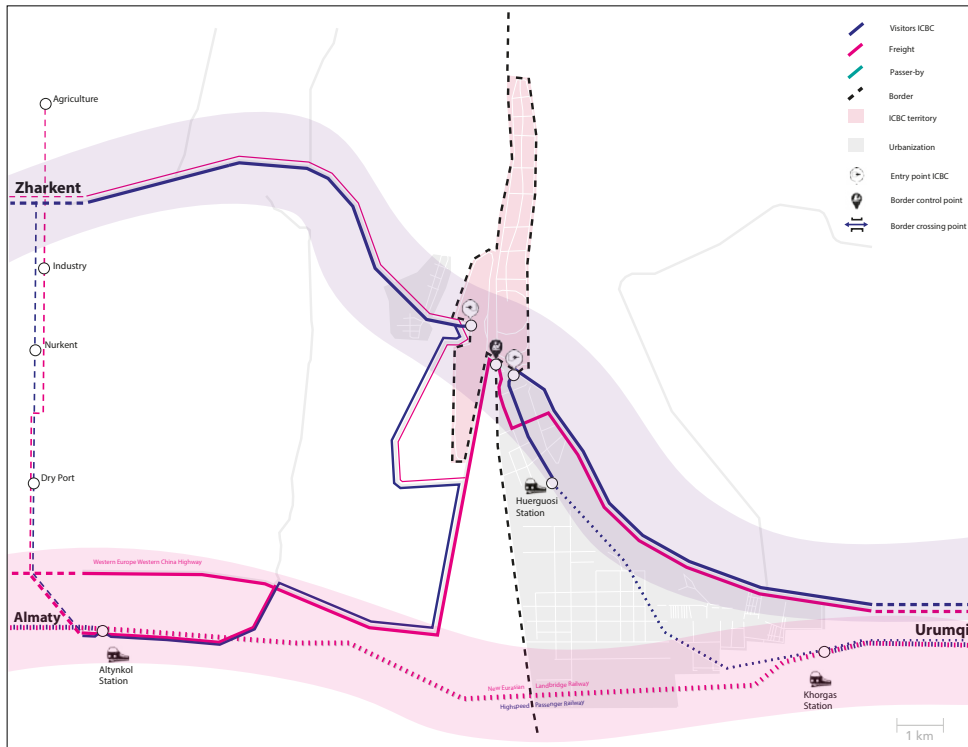 Visitors ICBC
Freight
Passer-by
Border
ICBC territory
Urbanization
Entry point ICBC
Border control point
Border crossing point
Agriculture
Zharkent
Industry
Nurkent
Dry Port
Huerguosi
Station
Western Europe Western China Highway
Almaty
Urumqi
Altynkol
Station
New Eurasian Landbridge Railway
Highspeed Passenger Railway
Khorgas
Station
1 km